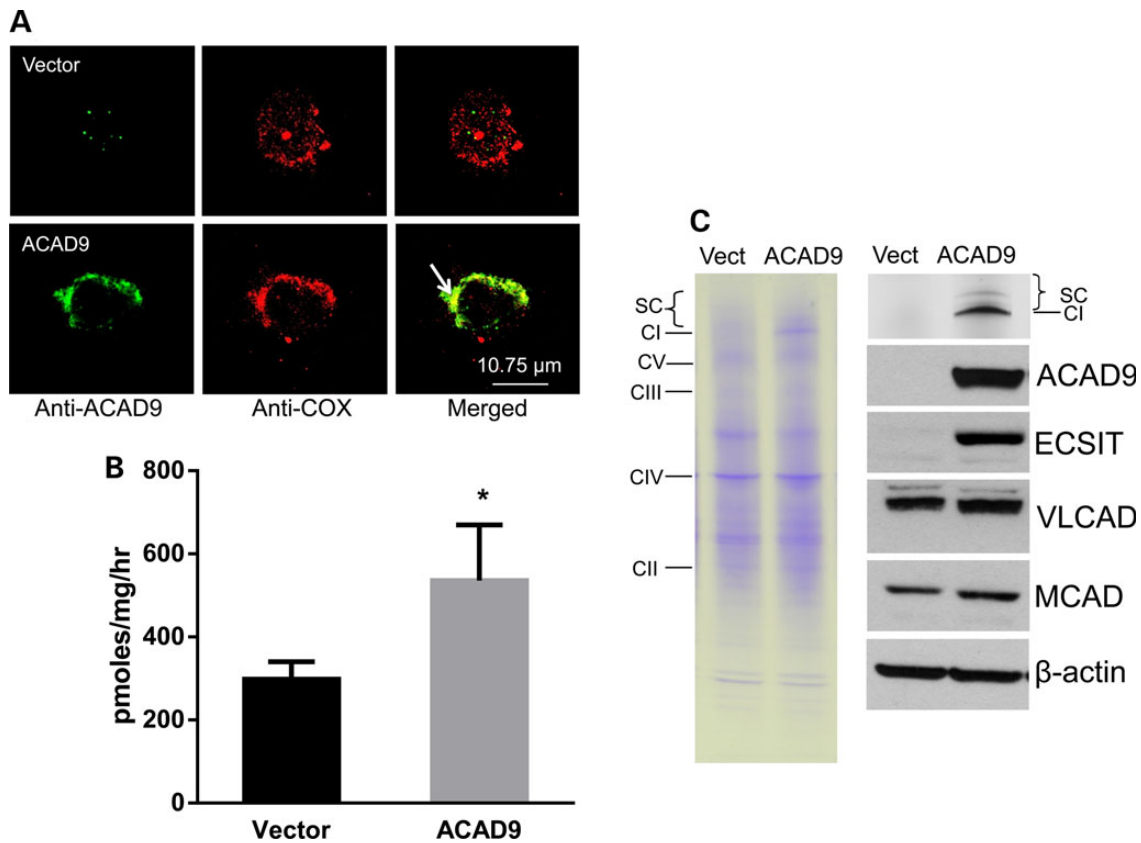 A
Vector
ACAD9
10.75 µm
Anti-ACAD9 Anti-COX Merged
B
800
*
600
400
200
0
pmoles/mg/hr
Vector ACAD9
C
Vect ACAD9
SC
CI
CV
CIII
CIV
CII
Vect ACAD9
SC
CI
ACAD9
ECSIT
VLCAD
MCAD
β-actin